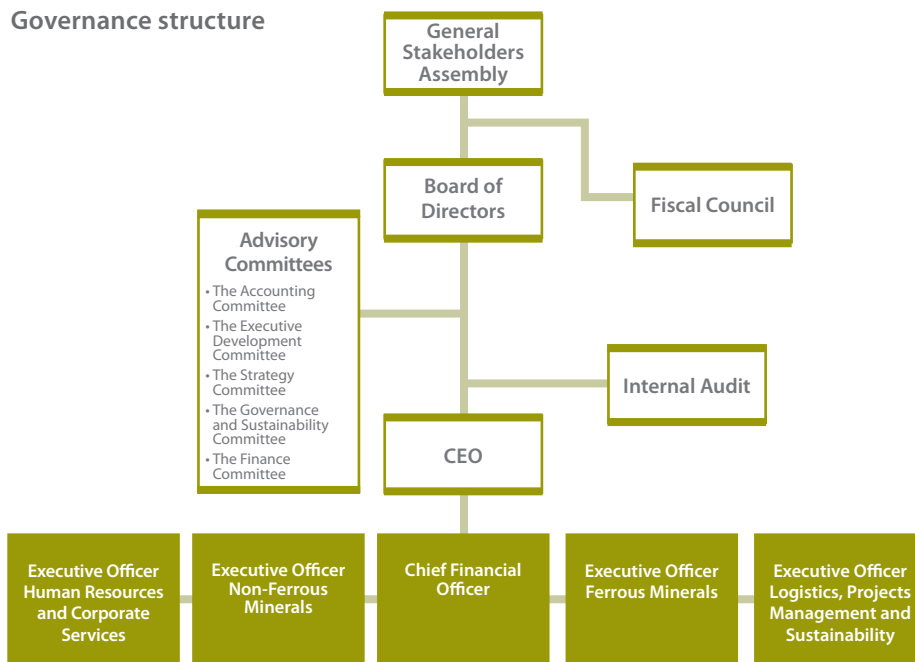 Governance structure
General
Stakeholders
Assembly
Board of
Directors
Fiscal Council
Advisory
Committees
• The Accounting
Committee
• The Executive
Development
Committee
• The Strategy
Committee
• The Governance
and Sustainability
Committee
• The Finance
Committee
Internal Audit
CEO
Executive Officer
Human Resources
and Corporate
Services
Executive Officer
Non-Ferrous
Minerals
Chief Financial
Officer
Executive Officer
Ferrous Minerals
Executive Officer
Logistics, Projects
Management and
Sustainability